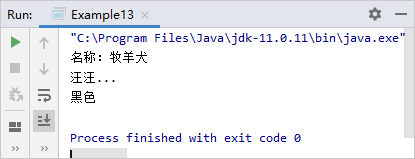 Run: Example13
"C:\Program Files\Java\jdk-11.0.11\bin\java.exe"
名称：牧羊犬
汪汪...
黑色
Process finished with exit code 0